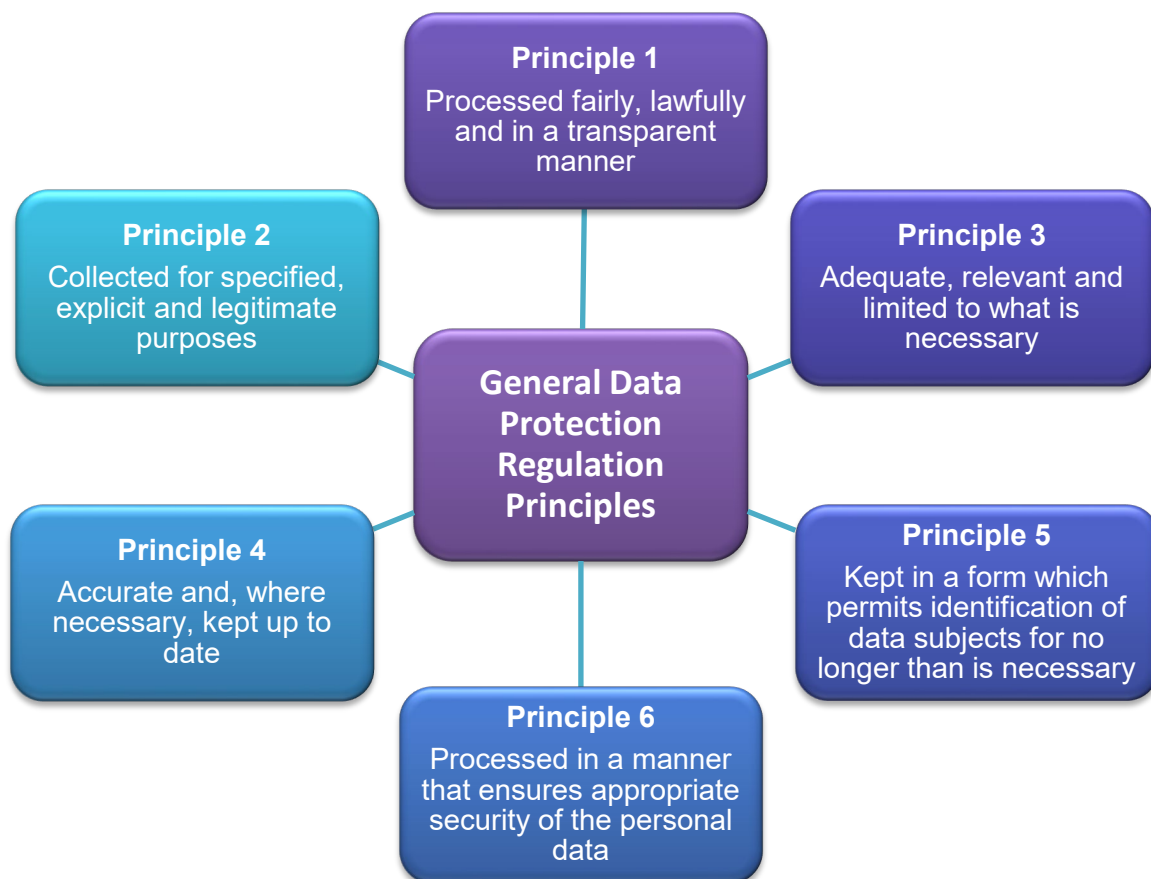 Principle 1
Processed fairly, lawfully
and in a transparent
manner
Principle 2
Collected for specified,
explicit and legitimate
purposes
Principle 3
Adequate, relevant and
limited to what is
necessary
General Data
Protection
Regulation
Principles
Principle 4
Accurate and, where
necessary, kept up to
date
Principle 5
Kept in a form which
permits identification of
data subjects for no
longer than is necessary
Principle 6
Processed in a manner
that ensures appropriate
security of the personal
data